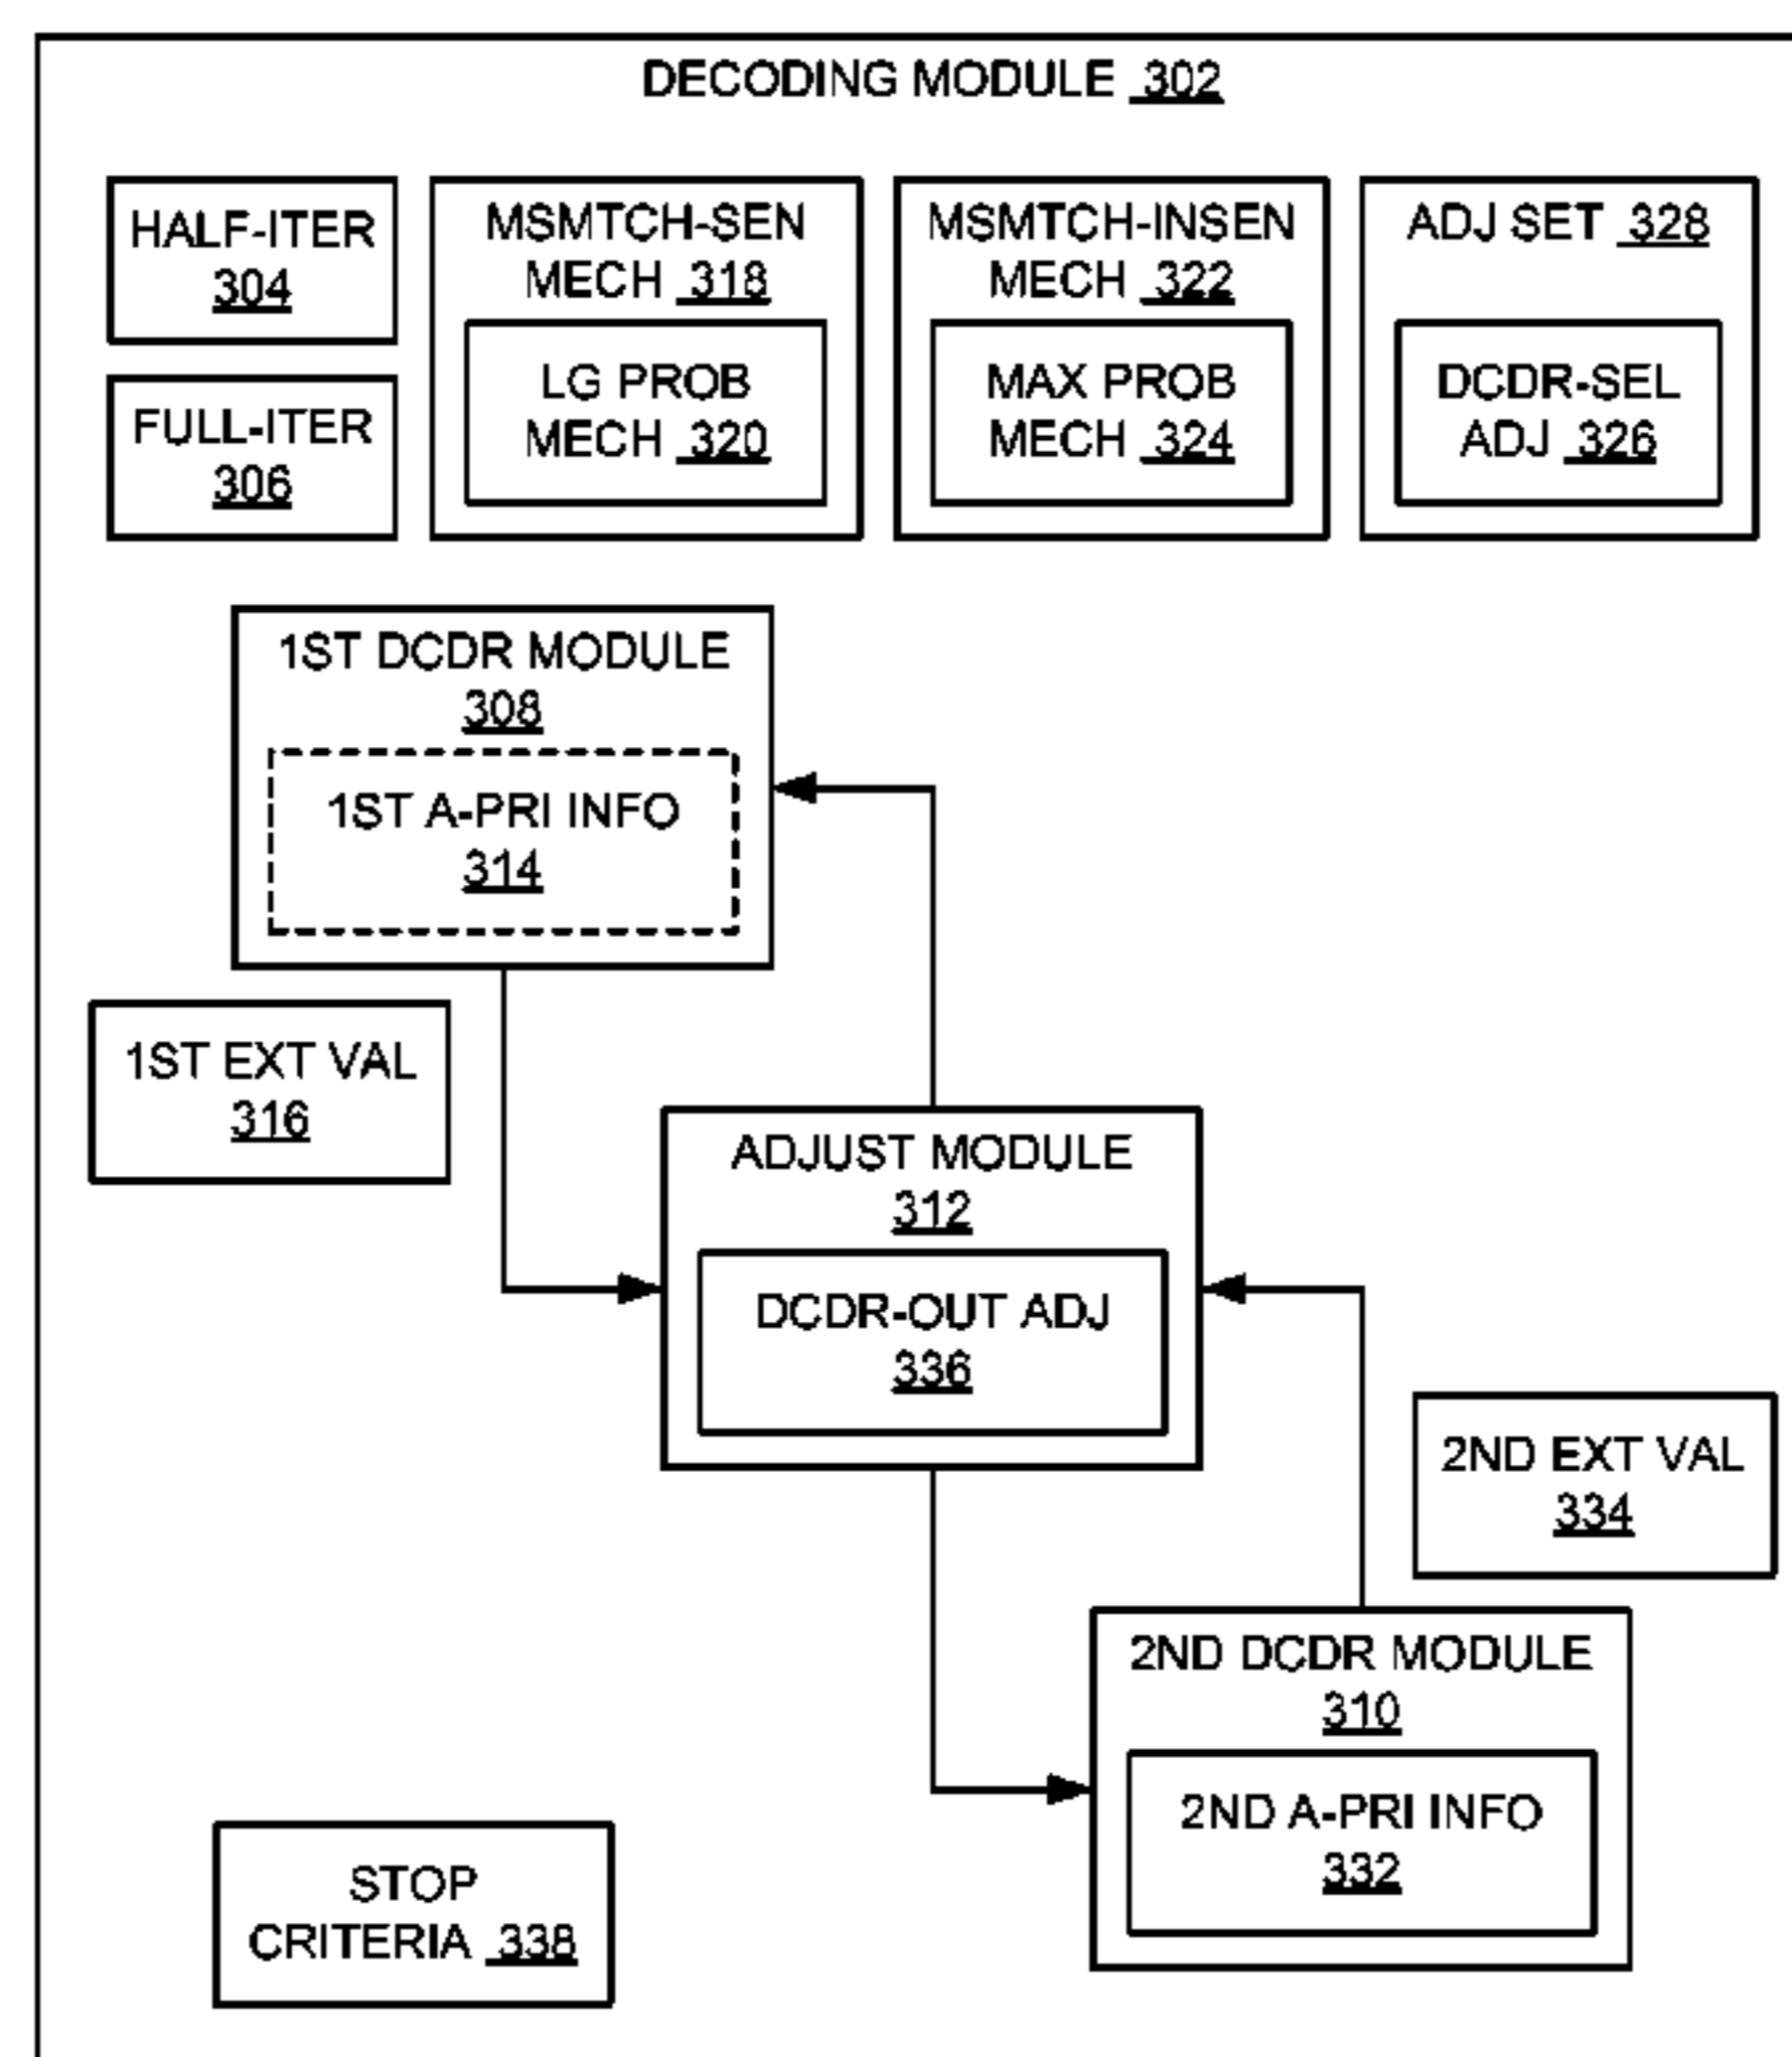 DECODING MODULE 302
HALF-ITER
304
FULL-ITER
306
MSMTCH-SEN
MECH 318
LG PROB
MECH 320
MSMTCH-INSEN
MECH 322
MAX PROB
MECH 324
ADJ SET 328
DCDR-SEL
ADJ 326
1ST DCDR MODULE
308
1ST A-PRI INFO
314
1ST EXT VAL
316
ADJUST MODULE
312
DCDR-OUT ADJ
336
2ND EXT VAL
334
2ND DCDR MODULE
310
2ND A-PRI INFO
332
STOP
CRITERIA 338